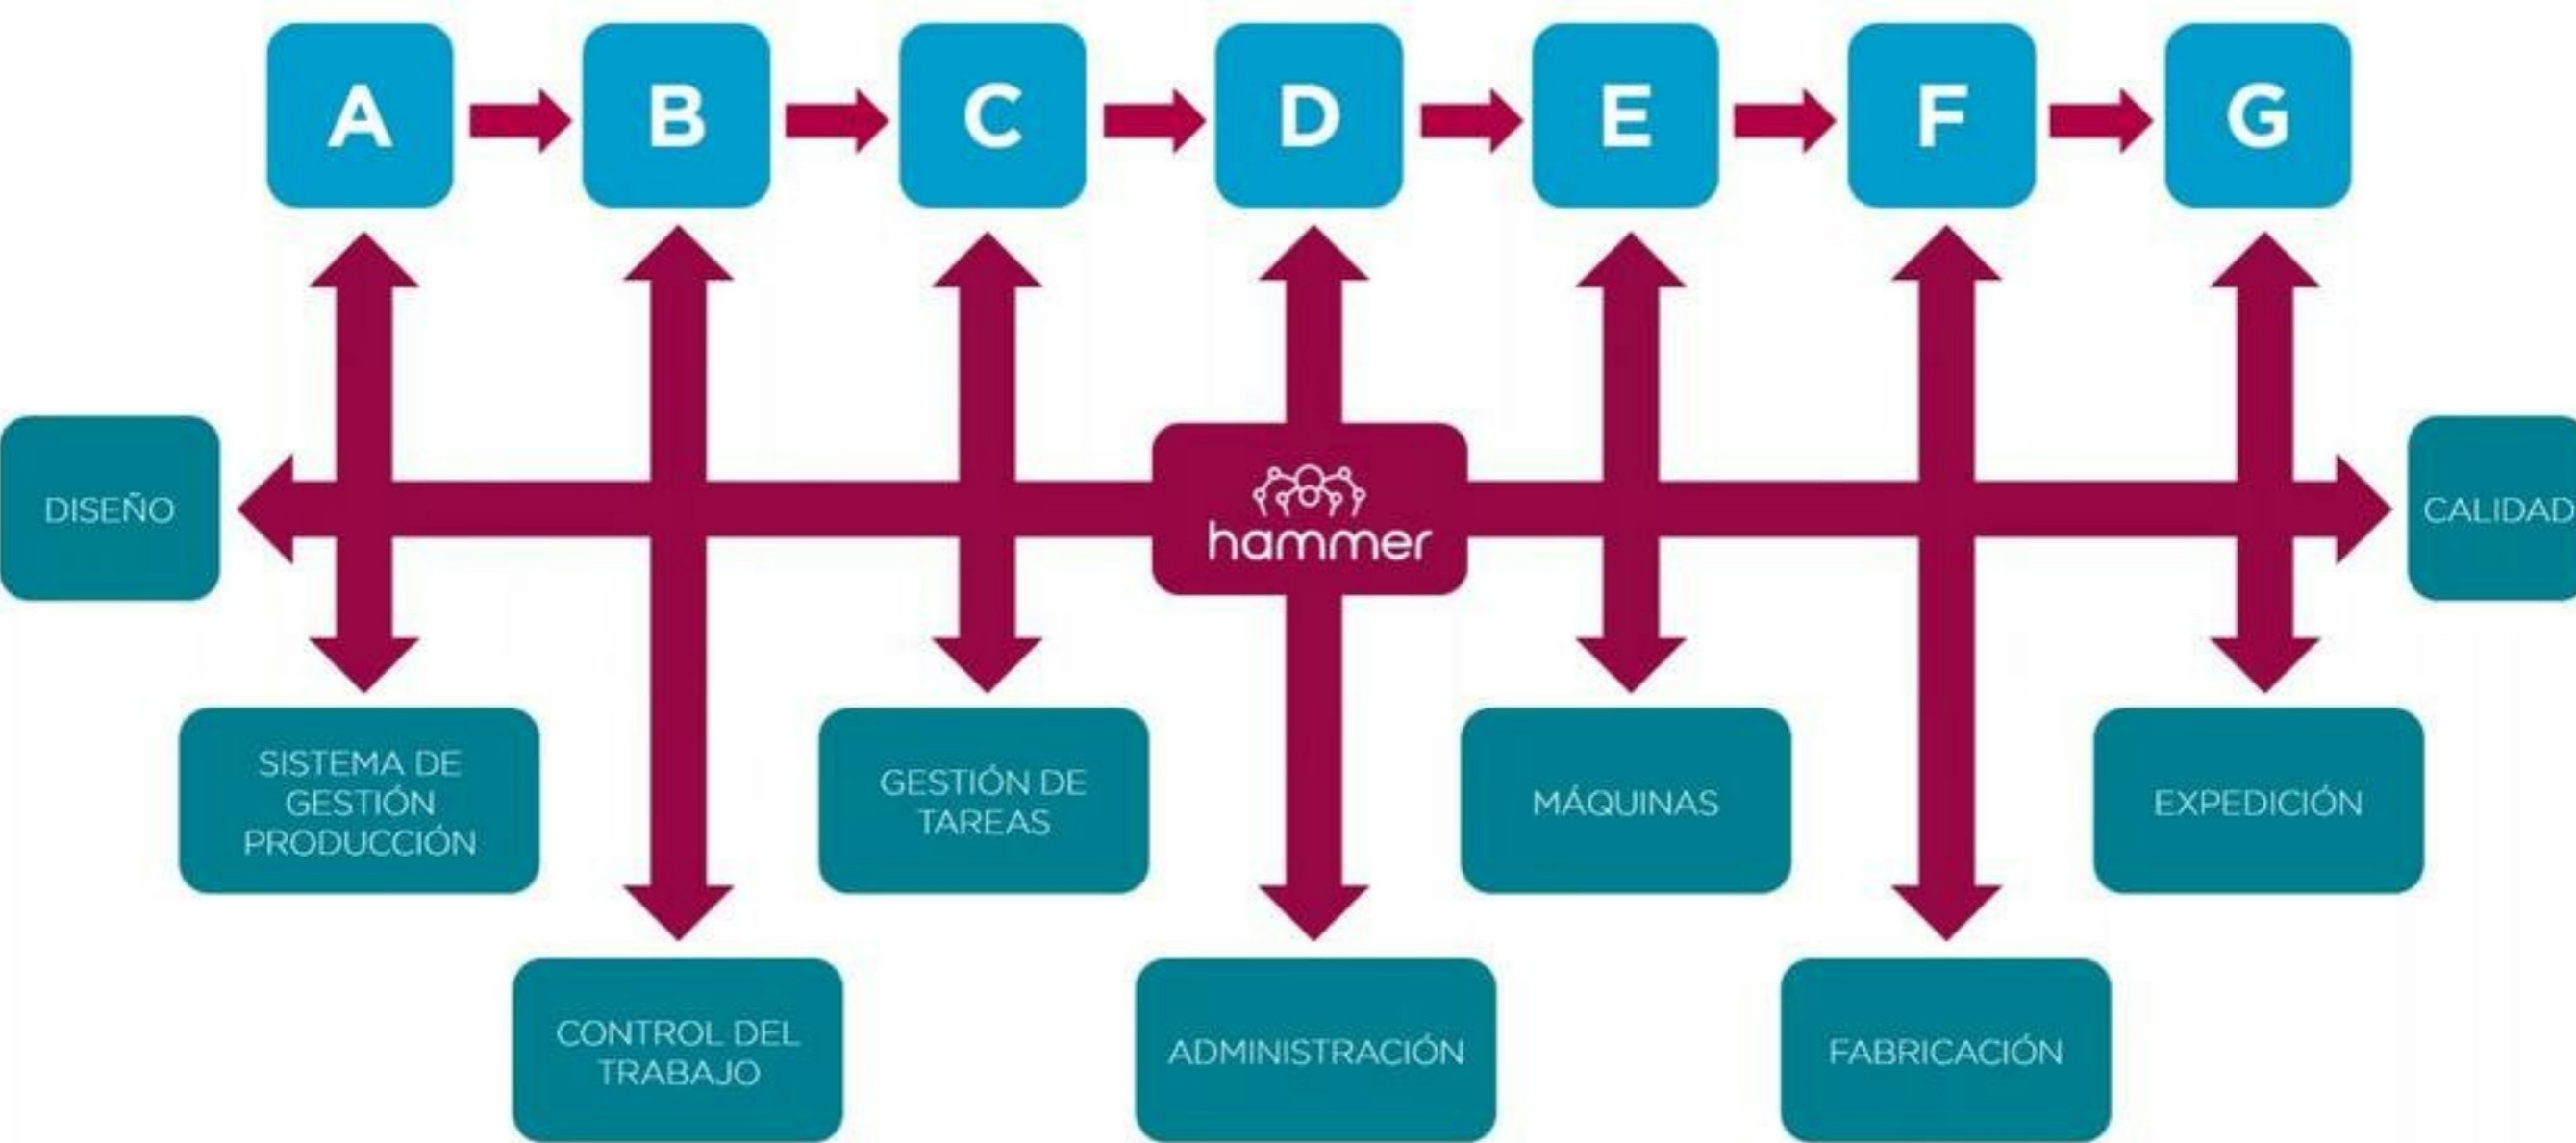 A
B
C
D
E
F
G
DISEÑO
hammer
CALIDAD
SISTEMA DE
GESTIÓN
PRODUCCIÓN
GESTIÓN DE
TAREAS
MÁQUINAS
EXPEDICIÓN
CONTROL DEL
TRABAJO
ADMINISTRACIÓN
FABRICACIÓN